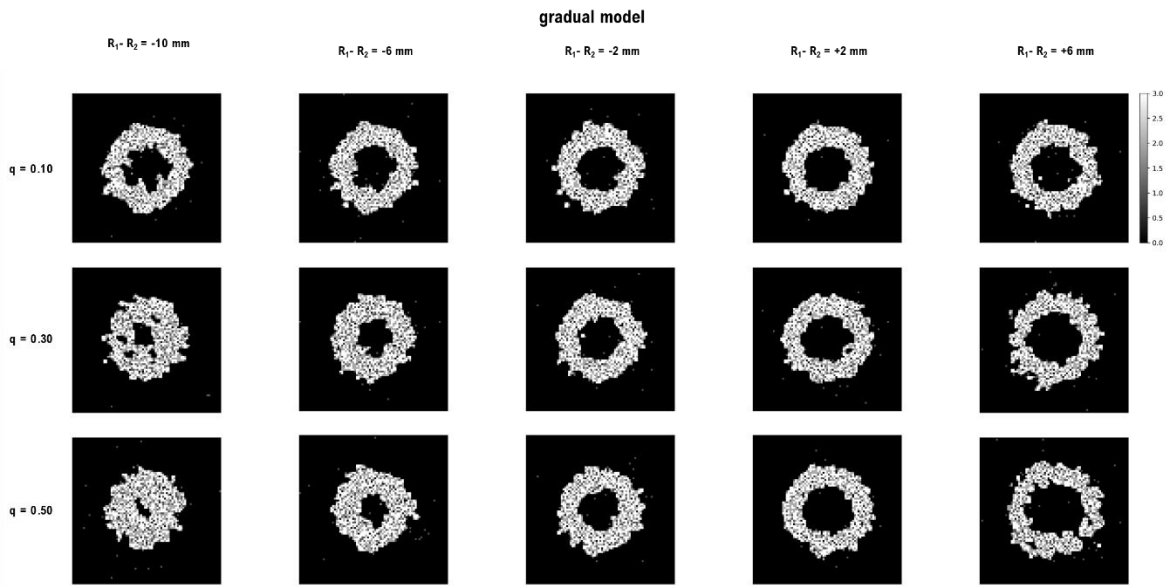 gradual model
R₁- R₂ = -10 mm
R₁- R₂ = -6 mm
R₁- R₂ = -2 mm
R₁- R₂ = +2 mm
R₁- R₂ = +6 mm
q = 0.10
3.0
2.5
2.0
1.5
1.0
0.5
0.0
q = 0.30
q = 0.50